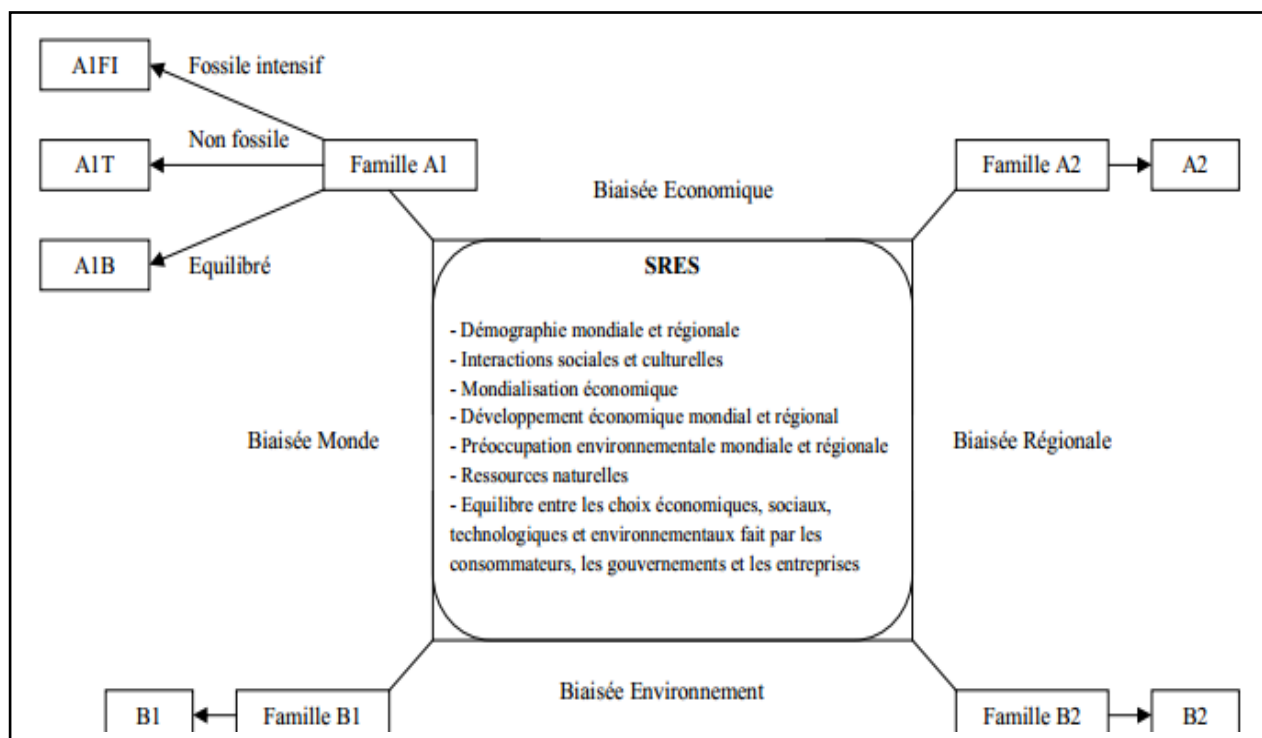 A1FI
Fossile intensif
Non fossile
A1T
Famille A1
Famille A2
A2
Biaisée Economique
A1B
Equilibré
SRES
- Démographie mondiale et régionale
- Interactions sociales et culturelles
- Mondialisation économique
- Développement économique mondial et régional
Biaisée Monde
- Préoccupation environnementale mondiale et régionale
Biaisée Régionale
- Ressources naturelles
- Equilibre entre les choix économiques, sociaux,
technologiques et environnementaux fait par les
consommateurs, les gouvernements et les entreprises
Biaisée Environnement
B1
Famille B1
Famille B2
B2